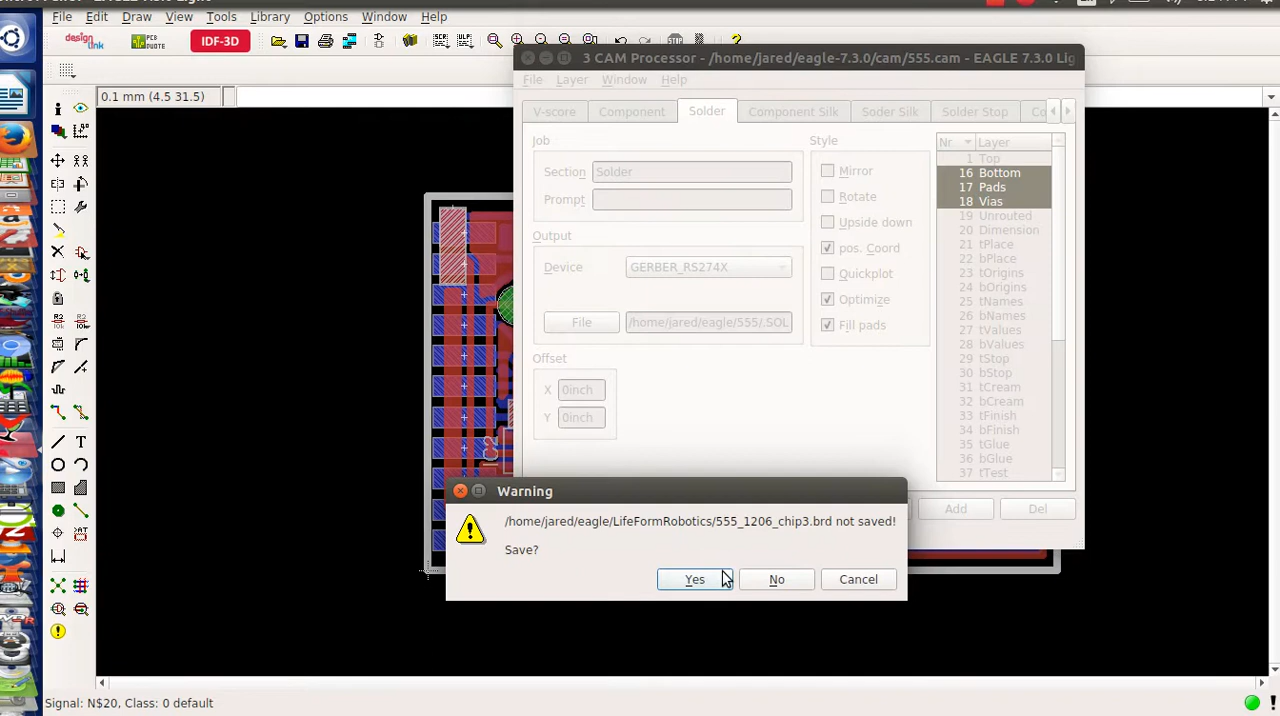 Edit Draw View Tools Library Options Window Help
design link PCB QUOTE IDF-3D
3 CAM Processor - /home/jared/eagle-7.3.0/cam/555.cam - EAGLE 7.3.0 Lig
File Layer Window Help
0.1 mm (4.5 31.5)
V-score Component Solder Component Silk Soder Silk Solder Stop Co
Job
Section Solder
Prompt
Output
Device GERBER_RS274X
File /home/jared/eagle/555/.SOL
Offset
X 0inch
Y 0inch
Style
Mirror
Rotate
Upside down
pos. Coord
Quickplot
Optimize
Fill pads
Nr. Layer
1 Top
16 Bottom
17 Pads
18 Vias
19 Unrouted
20 Dimension
21 tPlace
22 bPlace
23 tOrigins
24 bOrigins
25 tNames
26 bNames
27 tValues
28 bValues
29 tStop
30 bStop
31 tCream
32 bCream
33 tFinish
34 bFinish
35 tGlue
36 bGlue
37 tTest
Add Del
Warning
/home/jared/eagle/LifeFormRobotics/555_1206_chip3.brd not saved!
Save?
Yes No Cancel
Signal: N$20, Class: 0 default